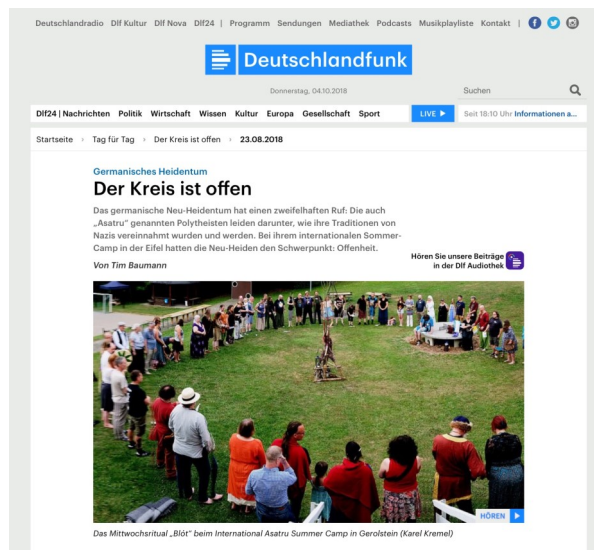 Deutschlandradio Dlf Kultur Dlf Nova Dlf24 | Programm Sendungen Mediathek Podcasts Musikplayliste Kontakt |
Deutschlandfunk
Donnerstag, 04.10.2018
Suchen
Dlf24 | Nachrichten Politik Wirtschaft Wissen Kultur Europa Gesellschaft Sport
LIVE
Seit 18:10 Uhr Informationen a...
Startseite › Tag für Tag › Der Kreis ist offen › 23.08.2018
Germanisches Heidentum
Der Kreis ist offen
Das germanische Neu-Heidentum hat einen zweifelhaften Ruf: Die auch
„Asatru“ genannten Polytheisten leiden darunter, wie ihre Traditionen von
Nazis vereinnahmt wurden und werden. Bei ihrem internationalen Sommer-
Camp in der Eifel hatten die Neu-Heiden den Schwerpunkt: Offenheit.
Von Tim Baumann
Hören Sie unsere Beiträge
in der Dlf Audiothek
HÖREN
Das Mittwochsritual „Blót“ beim International Asatru Summer Camp in Gerolstein (Karel Kremel)